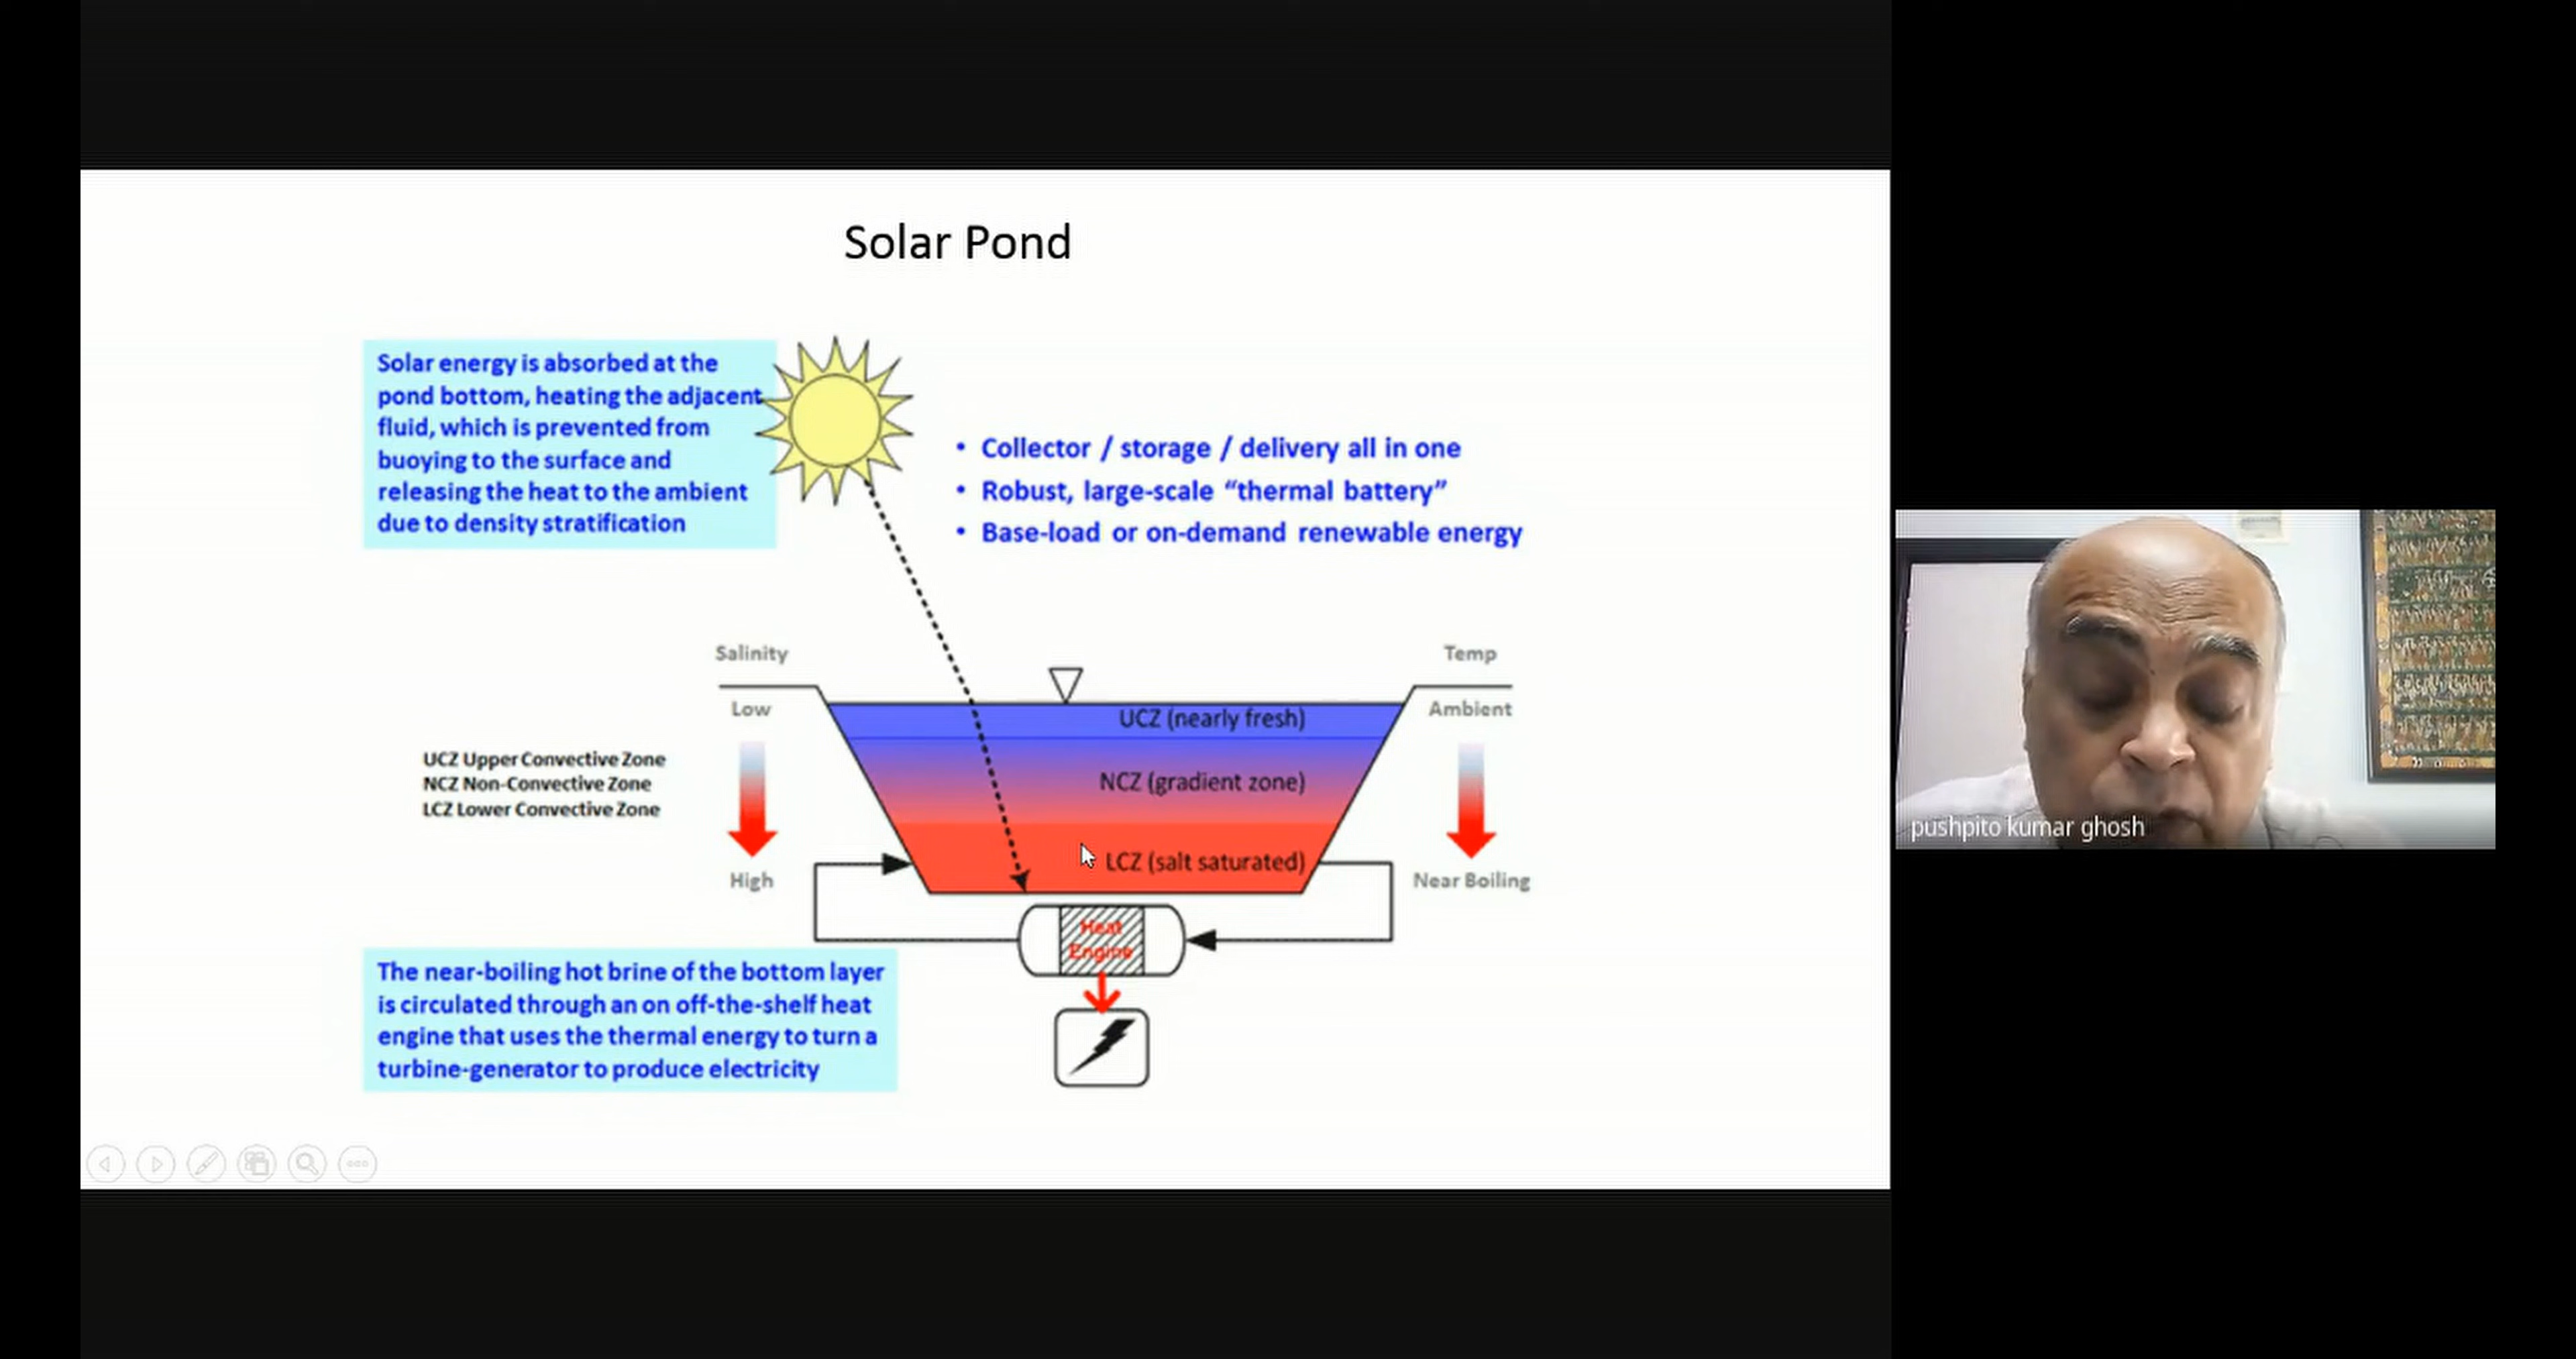 Solar Pond
Solar energy is absorbed at the
pond bottom, heating the adjacent
fluid, which is prevented from
buoying to the surface and
releasing the heat to the ambient
due to density stratification
• Collector / storage / delivery all in one
• Robust, large-scale “thermal battery”
• Base-load or on-demand renewable energy
Salinity
Low
High
UCZ Upper Convective Zone
NCZ Non-Convective Zone
LCZ Lower Convective Zone
UCZ (nearly fresh)
NCZ (gradient zone)
LCZ (salt saturated)
Temp
Ambient
Near Boiling
Heat
Engine
The near-boiling hot brine of the bottom layer
is circulated through an on off-the-shelf heat
engine that uses the thermal energy to turn a
turbine-generator to produce electricity
pushpito kumar ghosh